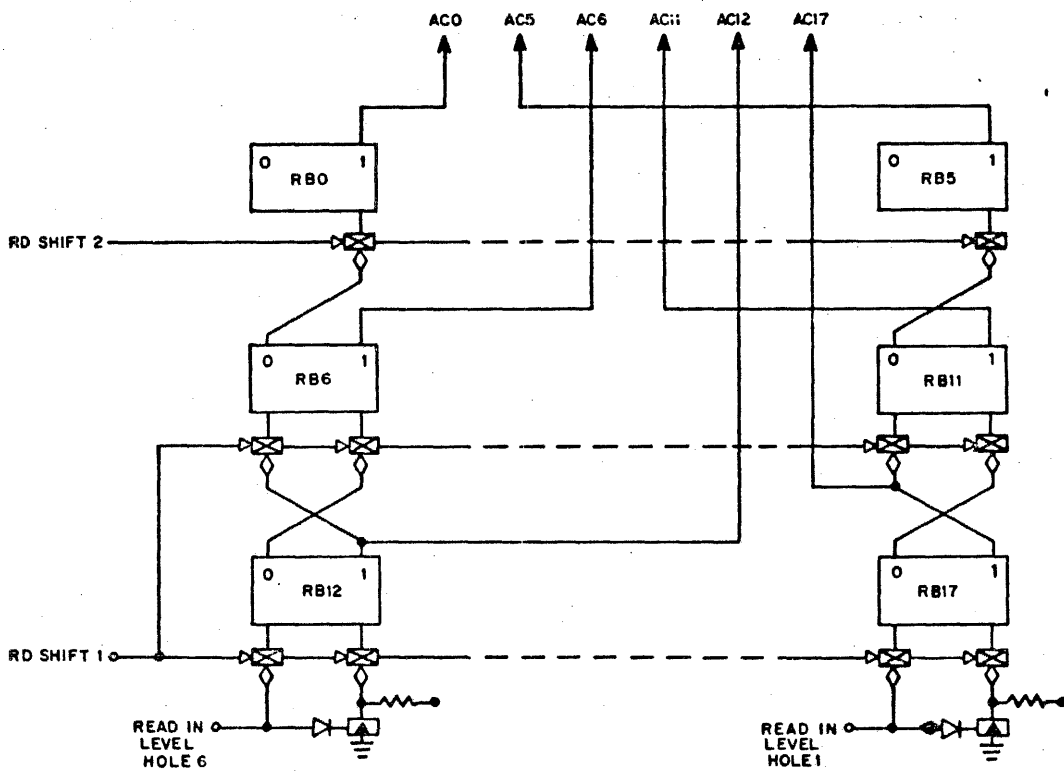 AC0 AC5 AC6 AC11 AC12 AC17
0 1 0 1
RB0 RB5
RD SHIFT 2
0 1 0 1
RB6 RB11
0 1 0 1
RB12 RB17
RD SHIFT 1
READ IN READ IN
LEVEL LEVEL
HOLE 6 HOLE 1